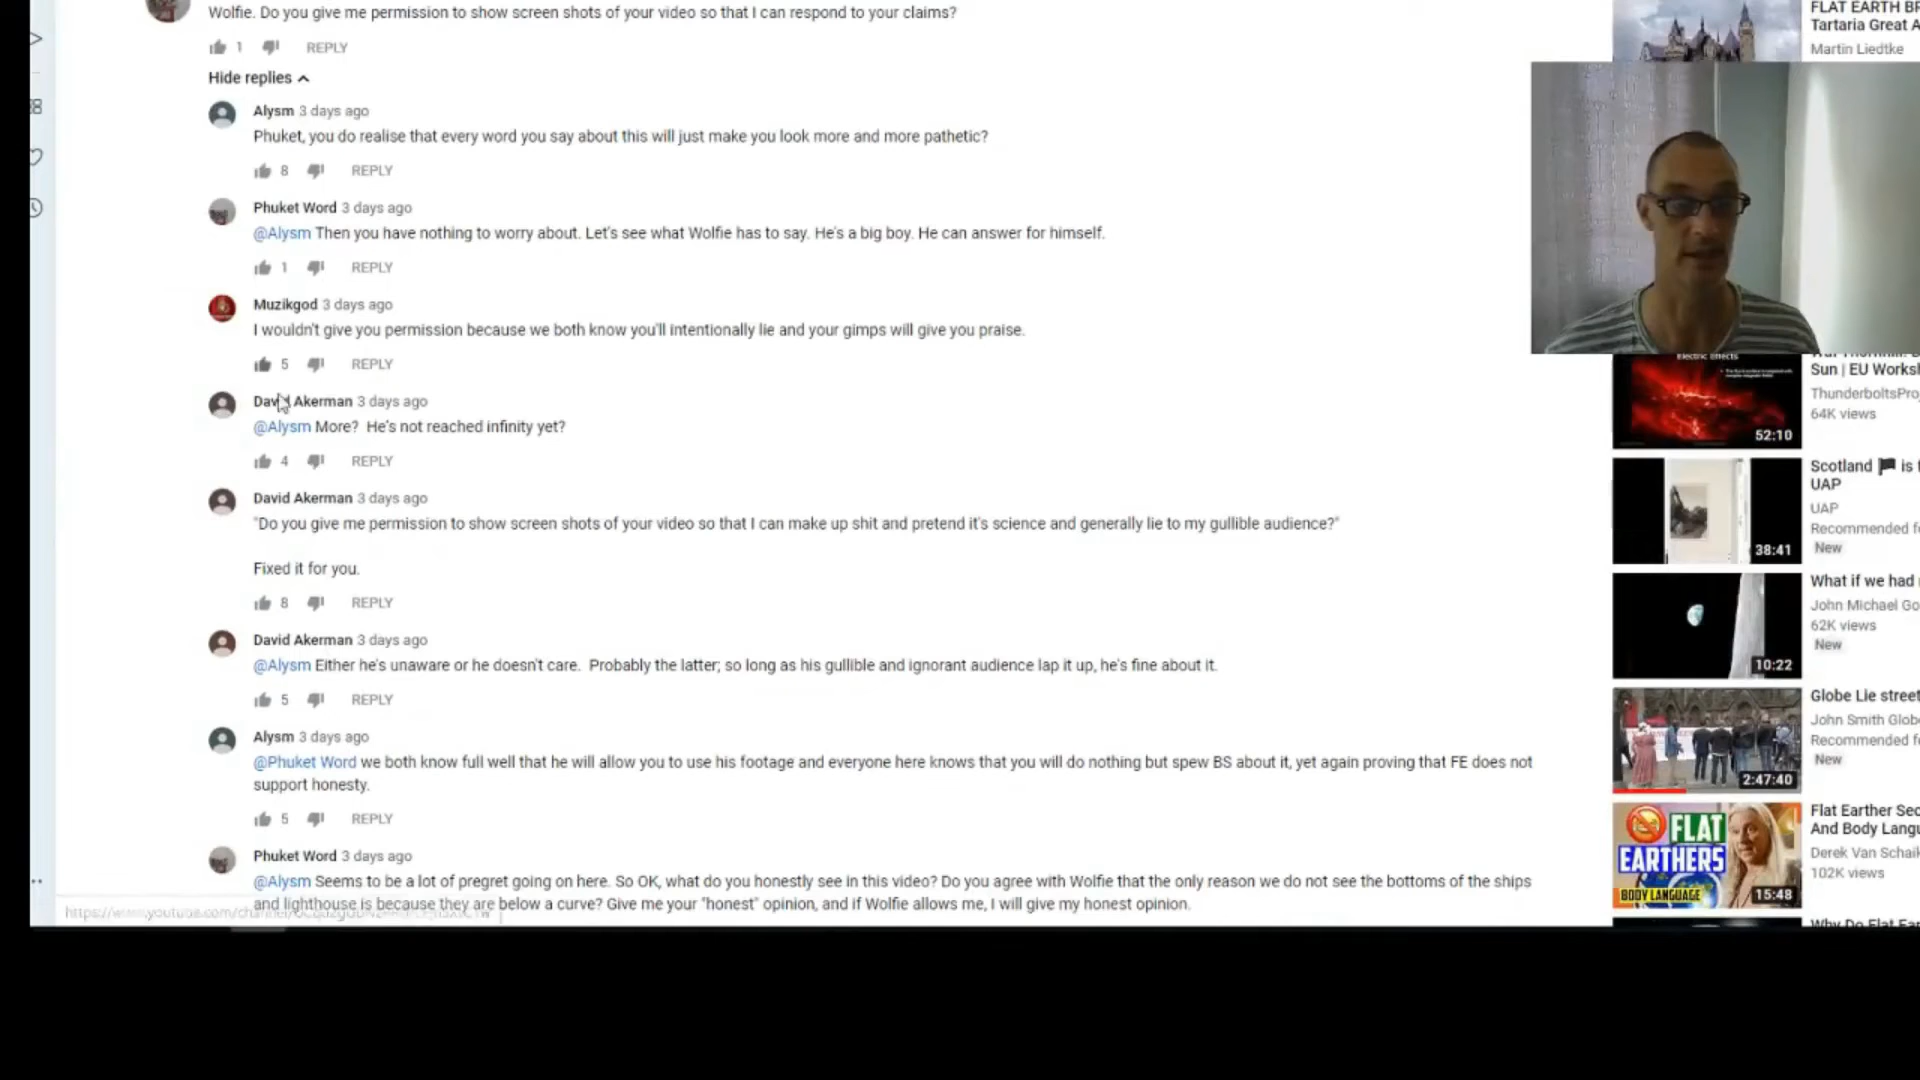 Wolfie. Do you give me permission to show screen shots of your video so that I can respond to your claims?
1 REPLY
Hide replies
Alysm 3 days ago
Phuket, you do realise that every word you say about this will just make you look more and more pathetic?
8 REPLY
Phuket Word 3 days ago
@Alysm Then you have nothing to worry about. Let's see what Wolfie has to say. He's a big boy. He can answer for himself.
1 REPLY
Muzikgod 3 days ago
I wouldn't give you permission because we both know you'll intentionally lie and your gimps will give you praise.
5 REPLY
David Akerman 3 days ago
@Alysm More? He's not reached infinity yet?
4 REPLY
David Akerman 3 days ago
"Do you give me permission to show screen shots of your video so that I can make up shit and pretend it's science and generally lie to my gullible audience?"
Fixed it for you.
8 REPLY
David Akerman 3 days ago
@Alysm Either he's unaware or he doesn't care. Probably the latter; so long as his gullible and ignorant audience lap it up, he's fine about it.
5 REPLY
Alysm 3 days ago
@Phuket Word we both know full well that he will allow you to use his footage and everyone here knows that you will do nothing but spew BS about it, yet again proving that FE does not
support honesty.
5 REPLY
Phuket Word 3 days ago
@Alysm Seems to be a lot of pregret going on here. So OK, what do you honestly see in this video? Do you agree with Wolfie that the only reason we do not see the bottoms of the ships
and lighthouse is because they are below a curve? Give me your "honest" opinion, and if Wolfie allows me, I will give my honest opinion.
FLAT EARTH
Tartaria Great
Martin Liedtke
Electric Effects
Sun | EU
ThunderboltsPro
64K views
52:10
Scotland is
UAP
UAP
Recommended
New
38:41
What if we had
John Michael
62K views
New
10:22
Globe Lie street
John Smith
Recommended
New
2:47:40
Flat Earther
And Body
Derek Van
102K views
FLAT
EARTHERS
BODY LANGUAGE
15:48